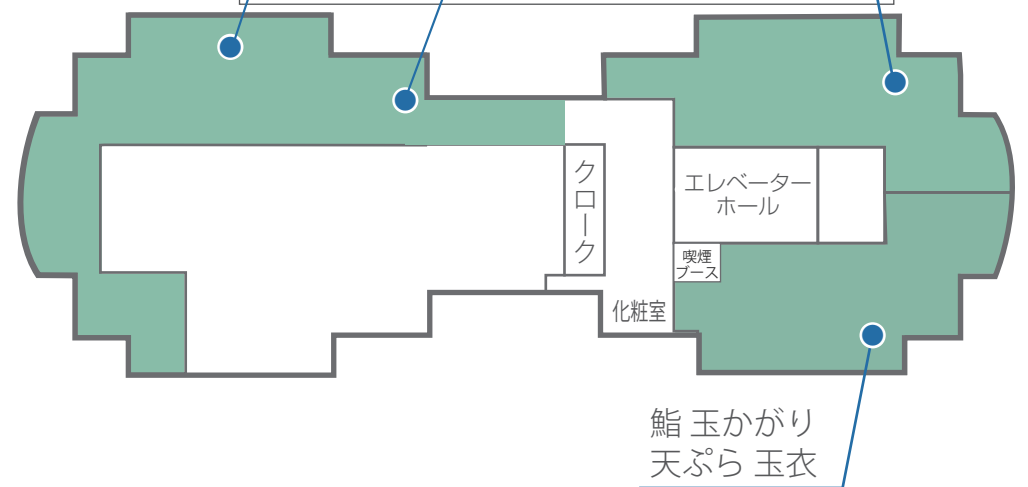 クローク
エレベーター
ホール
喫煙
ブース
化粧室
鮨 玉かがり
天ぷら 玉衣